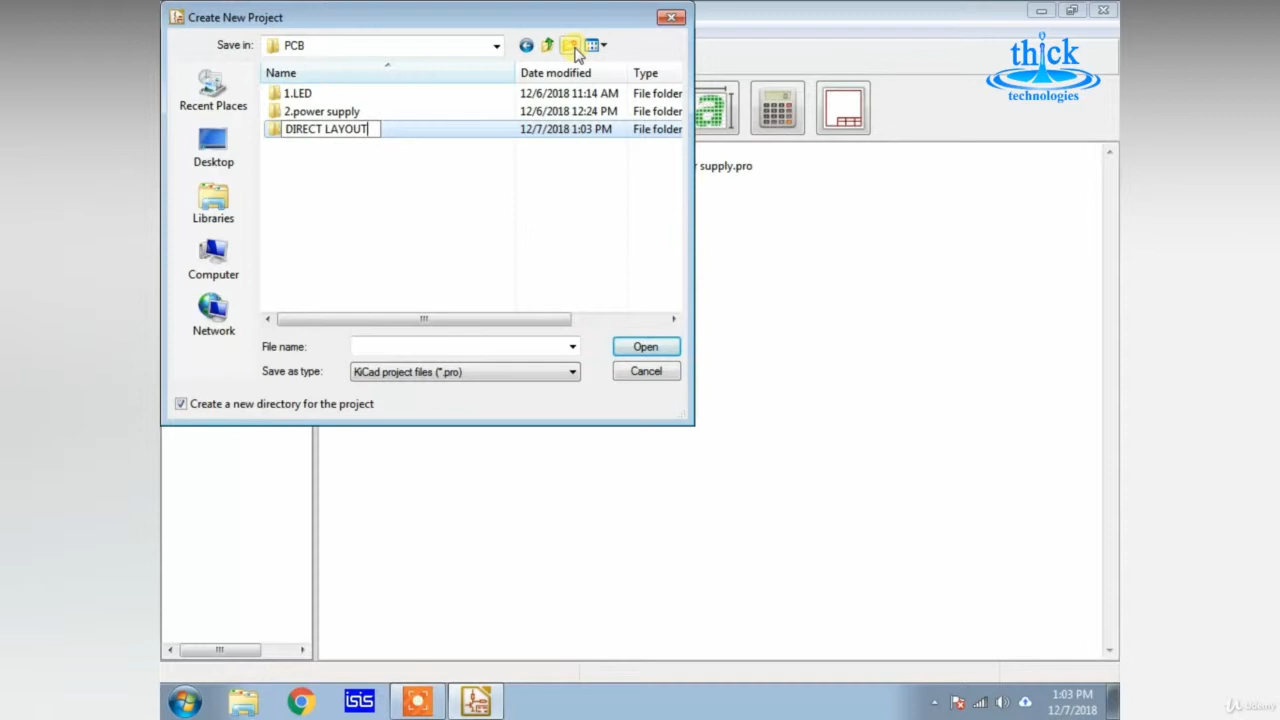 Create New Project
Save in:
PCB
Name
Date modified
Type
1.LED
12/6/2018 11:14 AM
File folder
2.power supply
12/6/2018 12:24 PM
File folder
DIRECT LAYOUT
12/7/2018 1:03 PM
File folder
Recent Places
Desktop
Libraries
Computer
Network
File name:
Open
Save as type:
KiCad project files (*.pro)
Cancel
Create a new directory for the project
supply.pro
a
thick
technologies
isis
1:03 PM
12/7/2018
Udemy